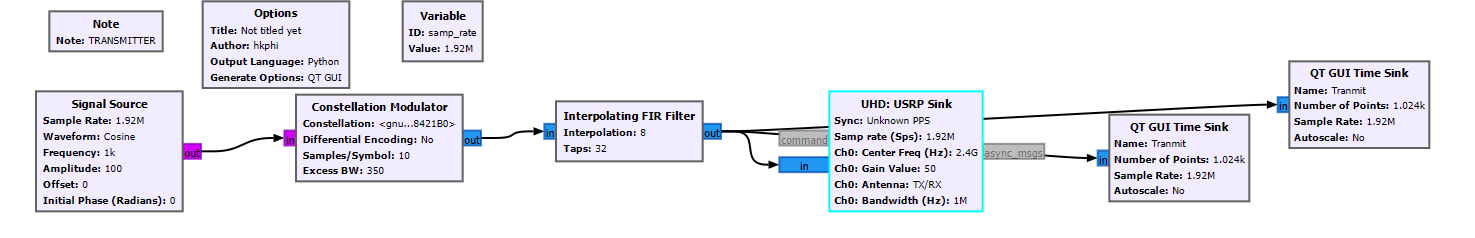 Note
Note: TRANSMITTER
Options
Title: Not titled yet
Author: hkphi
Output Language: Python
Generate Options: QT GUI
Variable
ID: samp_rate
Value: 1.92M
Signal Source
Sample Rate: 1.92M
Waveform: Cosine
Frequency: 1k
Amplitude: 100
Offset: 0
Initial Phase (Radians): 0
out
in
Constellation Modulator
Constellation: <gnu...8421B0>
Differential Encoding: No
Samples/Symbol: 10
Excess BW: 350
out
in
Interpolating FIR Filter
Interpolation: 8
Taps: 32
out
command
in
UHD: USRP Sink
Sync: Unknown PPS
Samp rate (Sps): 1.92M
Ch0: Center Freq (Hz): 2.4G
Ch0: Gain Value: 50
Ch0: Antenna: TX/RX
Ch0: Bandwidth (Hz): 1M
async_msgs
in
QT GUI Time Sink
Name: Tranmit
Number of Points: 1.024k
Sample Rate: 1.92M
Autoscale: No
in
QT GUI Time Sink
Name: Tranmit
Number of Points: 1.024k
Sample Rate: 1.92M
Autoscale: No